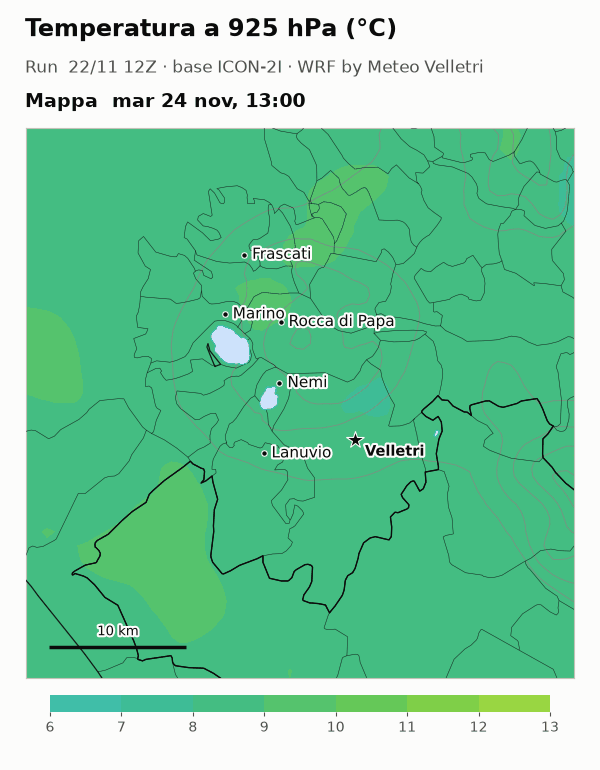 Temperatura a 925 hPa (°C)
Run  22/11 12Z · base ICON-2I · WRF by Meteo Velletri
Mappa  mar 24 nov, 13:00
Frascati
Marino
Rocca di Papa
Nemi
Velletri
Lanuvio
10 km
6 7 8 9 10 11 12 13